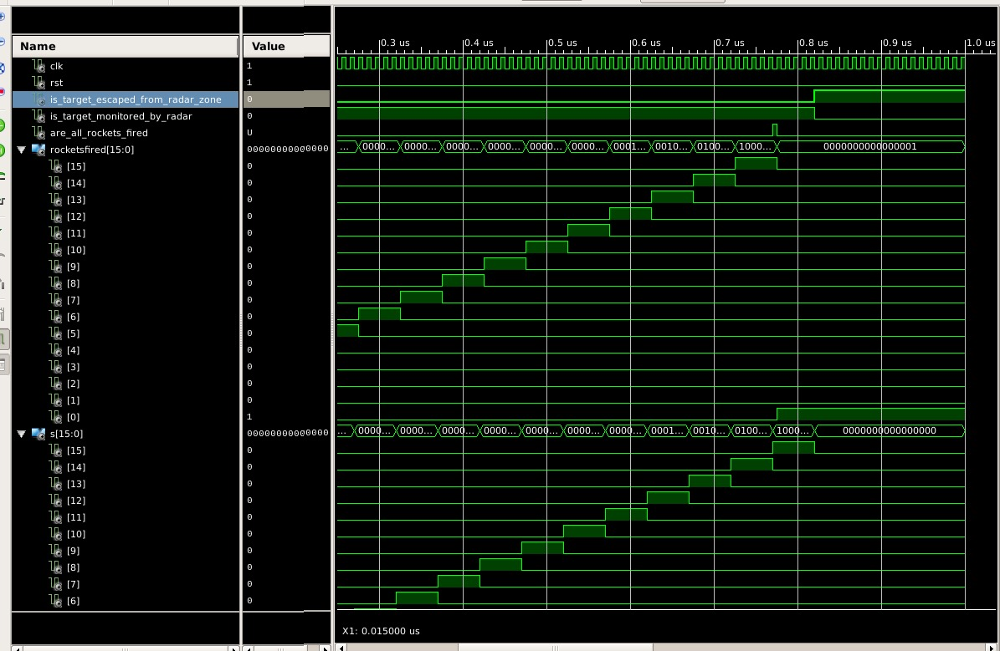 Name Value
0.3 us 0.4 us 0.5 us 0.6 us 0.7 us 0.8 us 0.9 us 1.0 us
clk 1
rst 1
is_target_escaped_from_radar_zone 0
is_target_monitored_by_radar 0
are_all_rockets_fired U
rocketsfired[15:0] 0000000000000000 ... 0000... 0000... 0000... 0000... 0000... 0000... 0001... 0010... 0100... 1000... 0000000000000001
[15] 0
[14] 0
[13] 0
[12] 0
[11] 0
[10] 0
[9] 0
[8] 0
[7] 0
[6] 0
[5] 0
[4] 0
[3] 0
[2] 0
[1] 0
[0] 1
s[15:0] 0000000000000000 ... 0000... 0000... 0000... 0000... 0000... 0000... 0000... 0001... 0010... 0100... 1000... 0000000000000000
[15] 0
[14] 0
[13] 0
[12] 0
[11] 0
[10] 0
[9] 0
[8] 0
[7] 0
[6] 0
X1: 0.015000 us